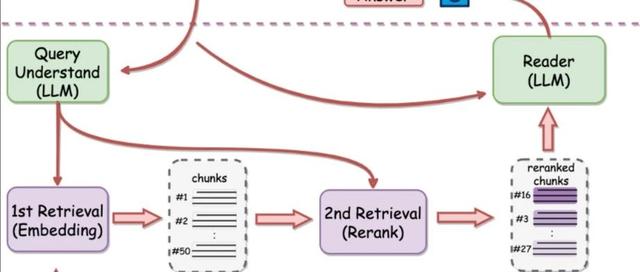 Answer
Query
Understand
(LLM)
Reader
(LLM)
1st Retrieval
(Embedding)
chunks
#1
#2
:
#50
2nd Retrieval
(Rerank)
reranked
chunks
#16
#3
:
#27